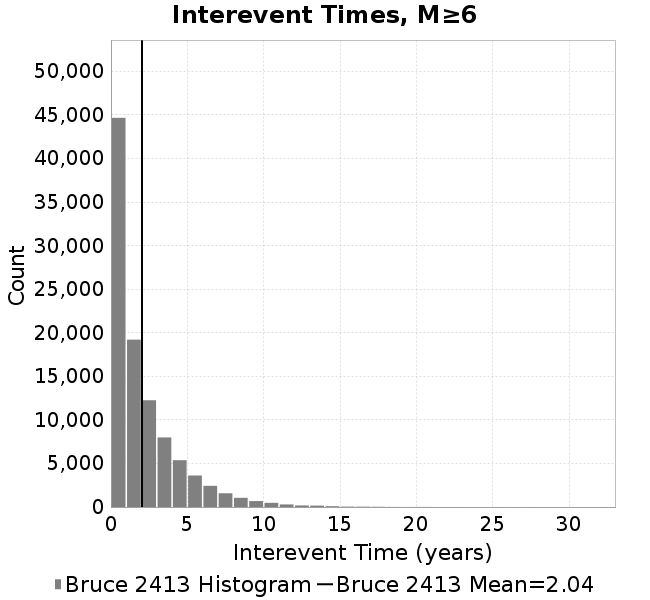 Interevent Times, M≥6
50,000
45,000
40,000
35,000
30,000
25,000
20,000
15,000
10,000
5,000
0
Count
0 5 10 15 20 25 30
Interevent Time (years)
Bruce 2413 Histogram Bruce 2413 Mean=2.04